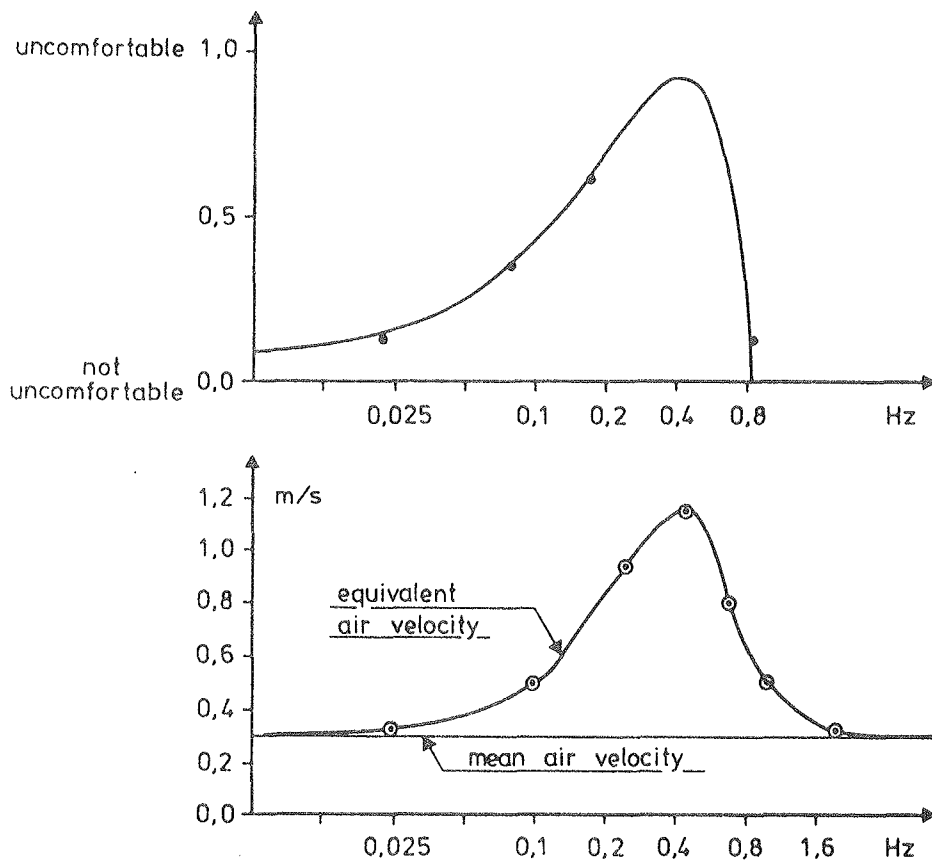 uncomfortable 1,0
0,5
not
uncomfortable 0,0
0,025 0,1 0,2 0,4 0,8 Hz
1,2 m/s
1,0
0,8
equivalent
air velocity
0,6
0,4
mean air velocity
0,2
0,0
0,025 0,1 0,2 0,4 0,8 1,6 Hz